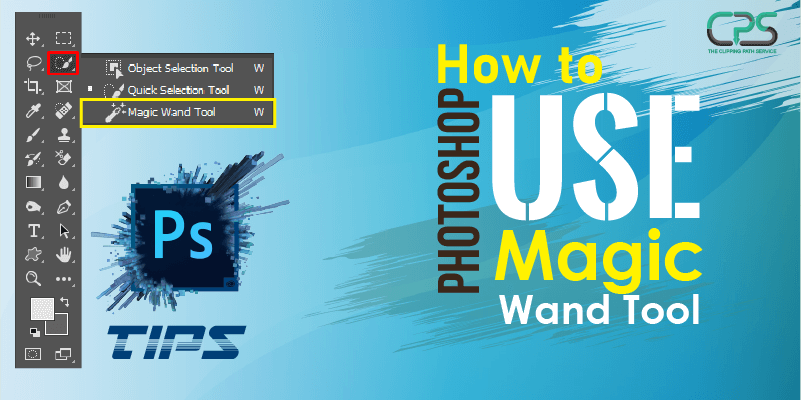 Object Selection Tool W
Quick Selection Tool W
Magic Wand Tool W
T
Ps
TIPS
CPS
THE CLIPPING PATH SERVICE
How to
PHOTOSHOP
USE
Magic
Wand Tool